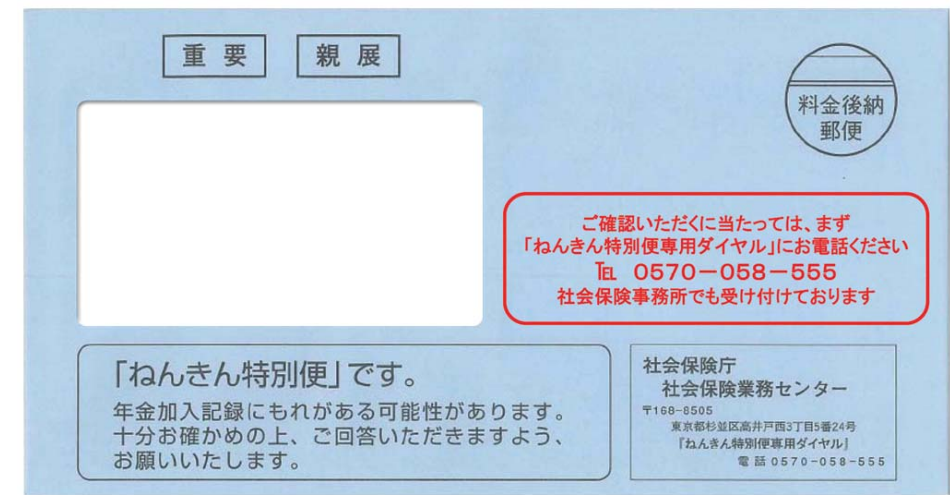 重要
親展
料金後納
郵便
ご確認いただくに当たっては、まず
「ねんきん特別便専用ダイヤル」にお電話ください
℡ 0570－058－555
社会保険事務所でも受け付けております
「ねんきん特別便」です。
年金加入記録にもれがある可能性があります。
十分お確かめの上、ご回答いただきますよう、
お願いいたします。
社会保険庁
社会保険業務センター
〒168-8505
東京都杉並区高井戸西3丁目5番24号
『ねんきん特別便専用ダイヤル』
電話 0570-058-555